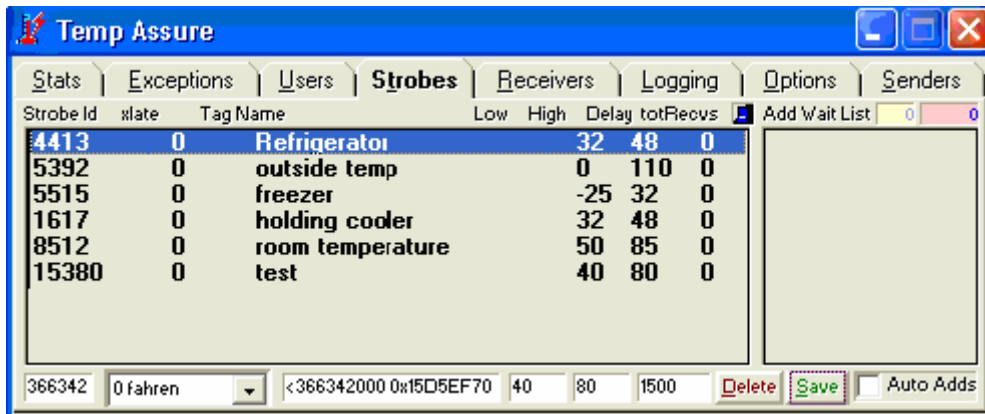 Temp Assure
Stats Exceptions Users Strobes Receivers Logging Options Senders
Strobe Id xlate Tag Name Low High Delay totRecvs Add Wait List 0 0
4413 0 Refrigerator 32 48 0
5392 0 outside temp 0 110 0
5515 0 freezer -25 32 0
1617 0 holding cooler 32 48 0
8512 0 room temperature 50 85 0
15380 0 test 40 80 0
366342 0 fahren <366342000 0x15D5EF70 40 80 1500 Delete Save Auto Adds